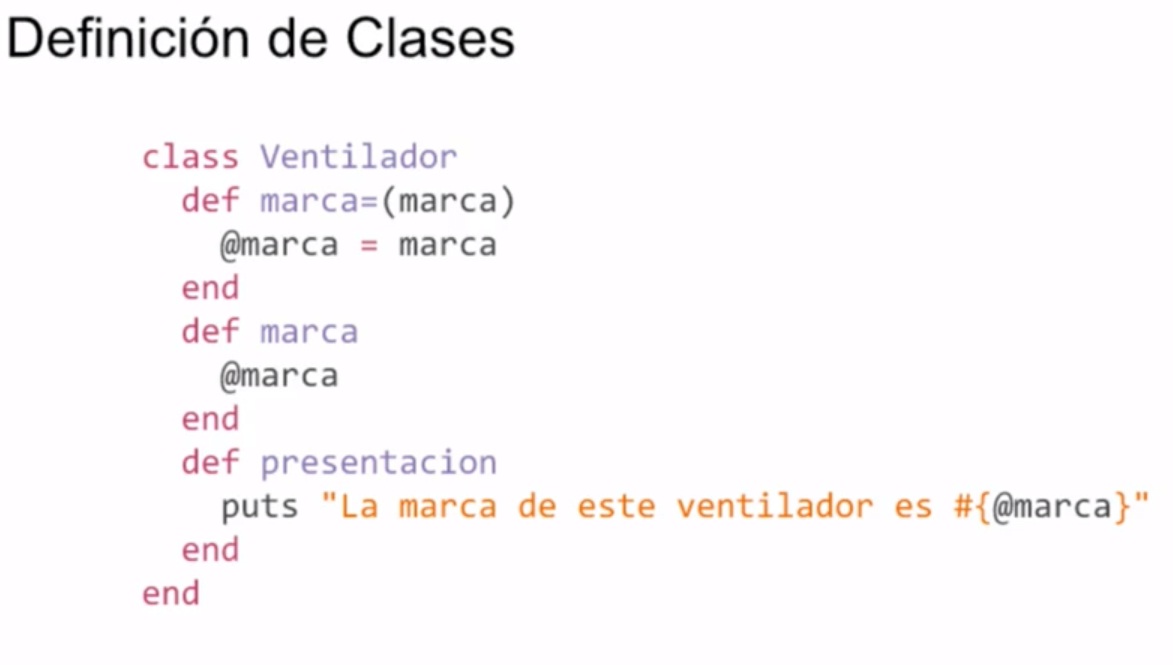 Definición de Clases
class Ventilador
def marca=(marca)
@marca = marca
end
def marca
@marca
end
def presentacion
puts "La marca de este ventilador es #{@marca}"
end
end